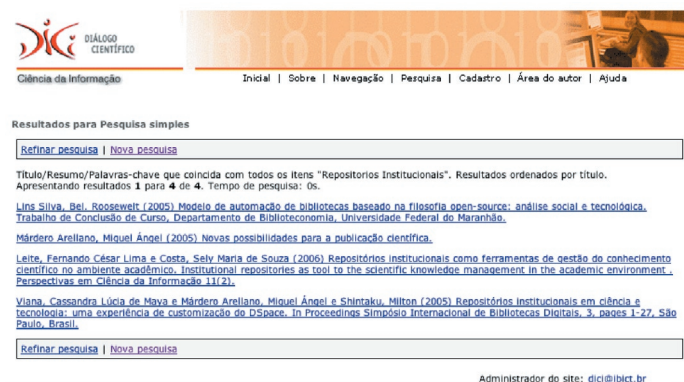 DiCi DIÁLOGO
CIENTÍFICO
Ciência da Informação
Inicial | Sobre | Navegação | Pesquisa | Cadastro | Área do autor | Ajuda
Resultados para Pesquisa simples
Refinar pesquisa | Nova pesquisa
Título/Resumo/Palavras-chave que coincida com todos os itens "Repositorios Institucionais". Resultados ordenados por título.
Apresentando resultados 1 para 4 de 4. Tempo de pesquisa: 0s.
Lins Silva, Bel, Roosewelt (2005) Modelo de automação de bibliotecas baseado na filosofia open-source: análise social e tecnológica.
Trabalho de Conclusão de Curso, Departamento de Biblioteconomia, Universidade Federal do Maranhão.
Márdero Arellano, Miguel Ángel (2005) Novas possibilidades para a publicação científica.
Leite, Fernando César Lima e Costa, Sely Maria de Souza (2006) Repositórios institucionais como ferramentas de gestão do conhecimento
científico no ambiente acadêmico. Institutional repositories as tool to the scientific knowledge management in the academic environment .
Perspectivas em Ciência da Informação 11(2).
Viana, Cassandra Lúcia de Maya e Márdero Arellano, Miguel Ángel e Shintaku, Milton (2005) Repositórios institucionais em ciência e
tecnologia: uma experiência de customização do DSpace. In Proceedings Simpósio Internacional de Bibliotecas Digitais, 3, pages 1-27, São
Paulo, Brasil.
Refinar pesquisa | Nova pesquisa
Administrador do site: dici@ibict.br